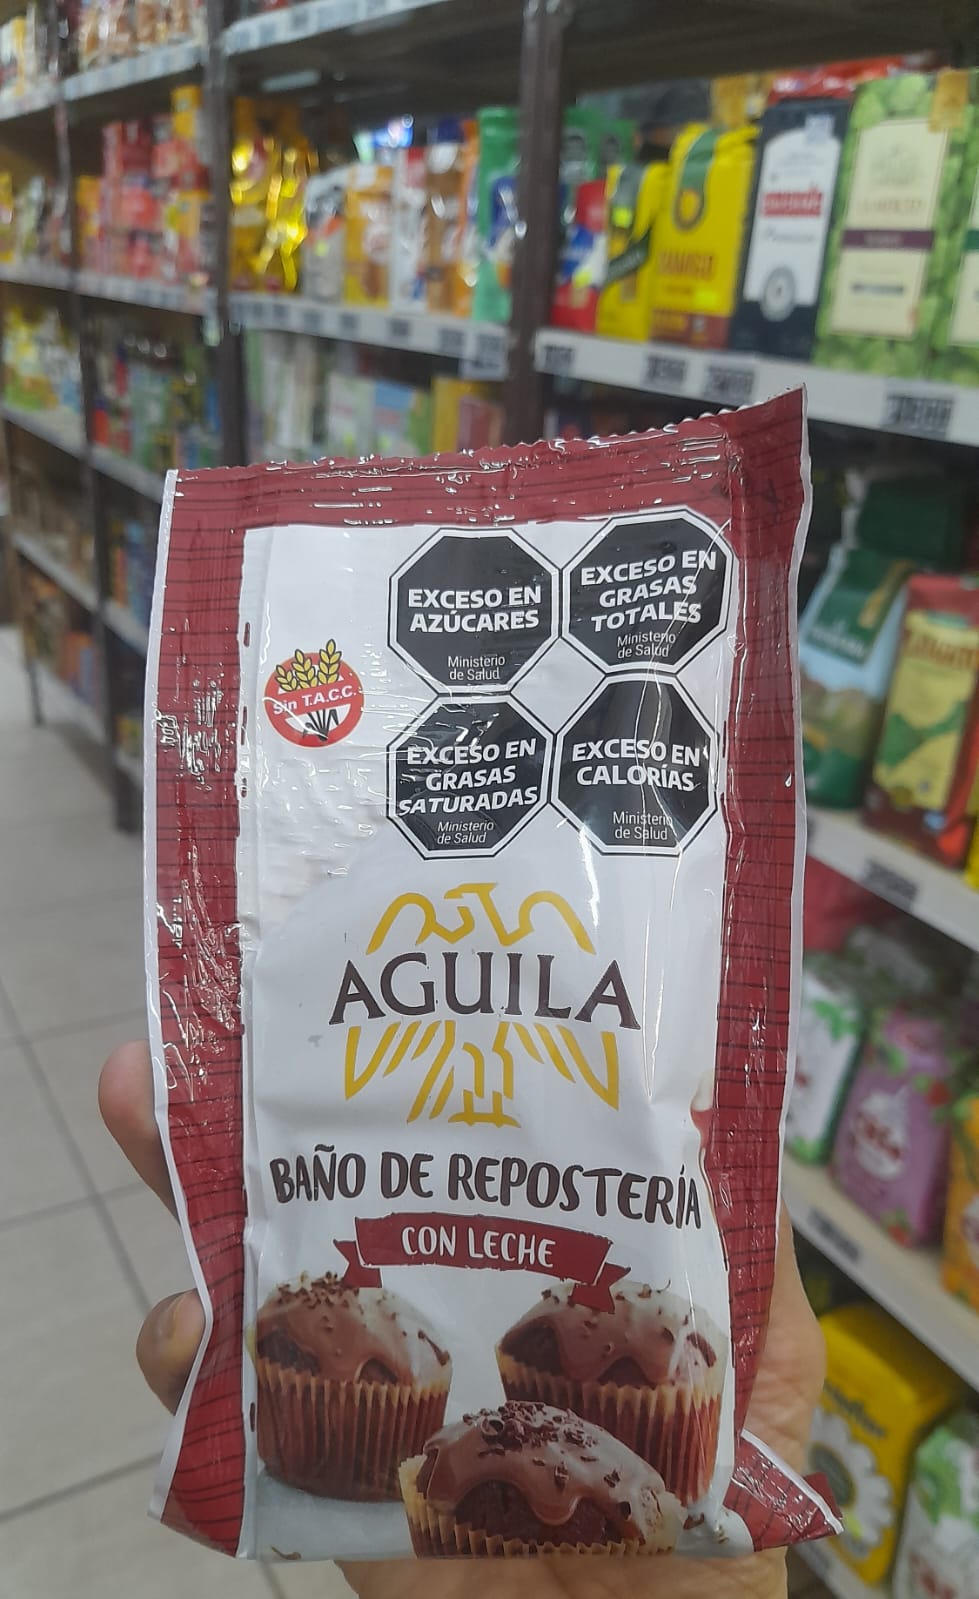 EXCESO EN
AZÚCARES
Ministerio
de Salud
EXCESO EN
GRASAS
TOTALES
Ministerio
de Salud
Sin T.A.C.C.
EXCESO EN
GRASAS
SATURADAS
Ministerio
de Salud
EXCESO EN
CALORÍAS
Ministerio
de Salud
AGUILA
BAÑO DE REPOSTERÍA
CON LECHE